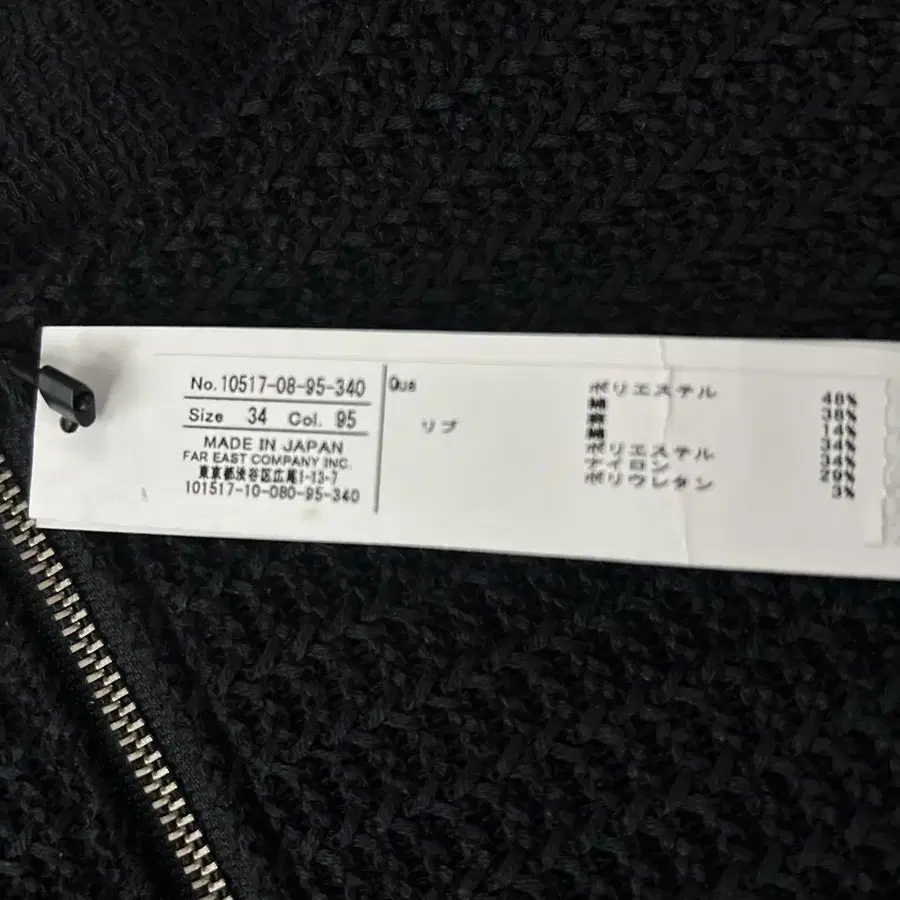 No.10517-08-95-340
Size 34 Col. 95
MADE IN JAPAN
FAR EAST COMPANY INC.
東京都渋谷区広尾1-13-7
101517-10-080-95-340
Qua
リブ
ポリエステル 48%
綿 38%
麻 14%
綿 34%
ポリエステル 34%
ナイロン 29%
ポリウレタン 3%